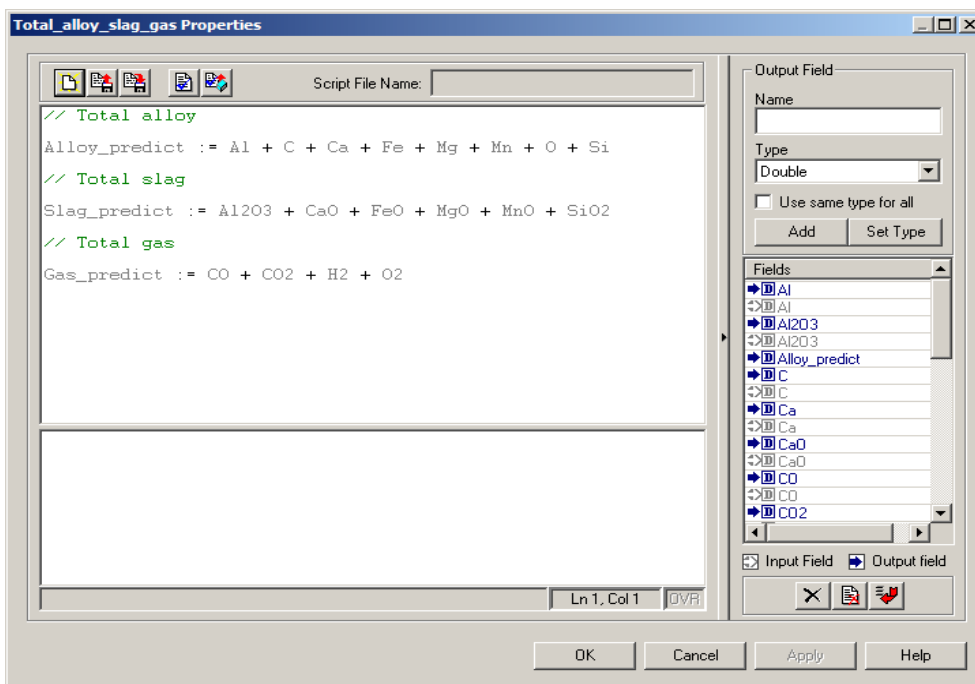 Total_alloy_slag_gas Properties
Script File Name:
// Total alloy
Alloy_predict := Al + C + Ca + Fe + Mg + Mn + O + Si
// Total slag
Slag_predict := Al2O3 + CaO + FeO + MgO + MnO + SiO2
// Total gas
Gas_predict := CO + CO2 + H2 + O2
Ln 1, Col 1
OVR
Output Field
Name
Type
Double
Use same type for all
Add
Set Type
Fields
D Al
D Al
D Al2O3
D Al2O3
D Alloy_predict
D C
D C
D Ca
D Ca
D CaO
D CaO
D CO
D CO
D CO2
Input Field
Output field
OK
Cancel
Apply
Help